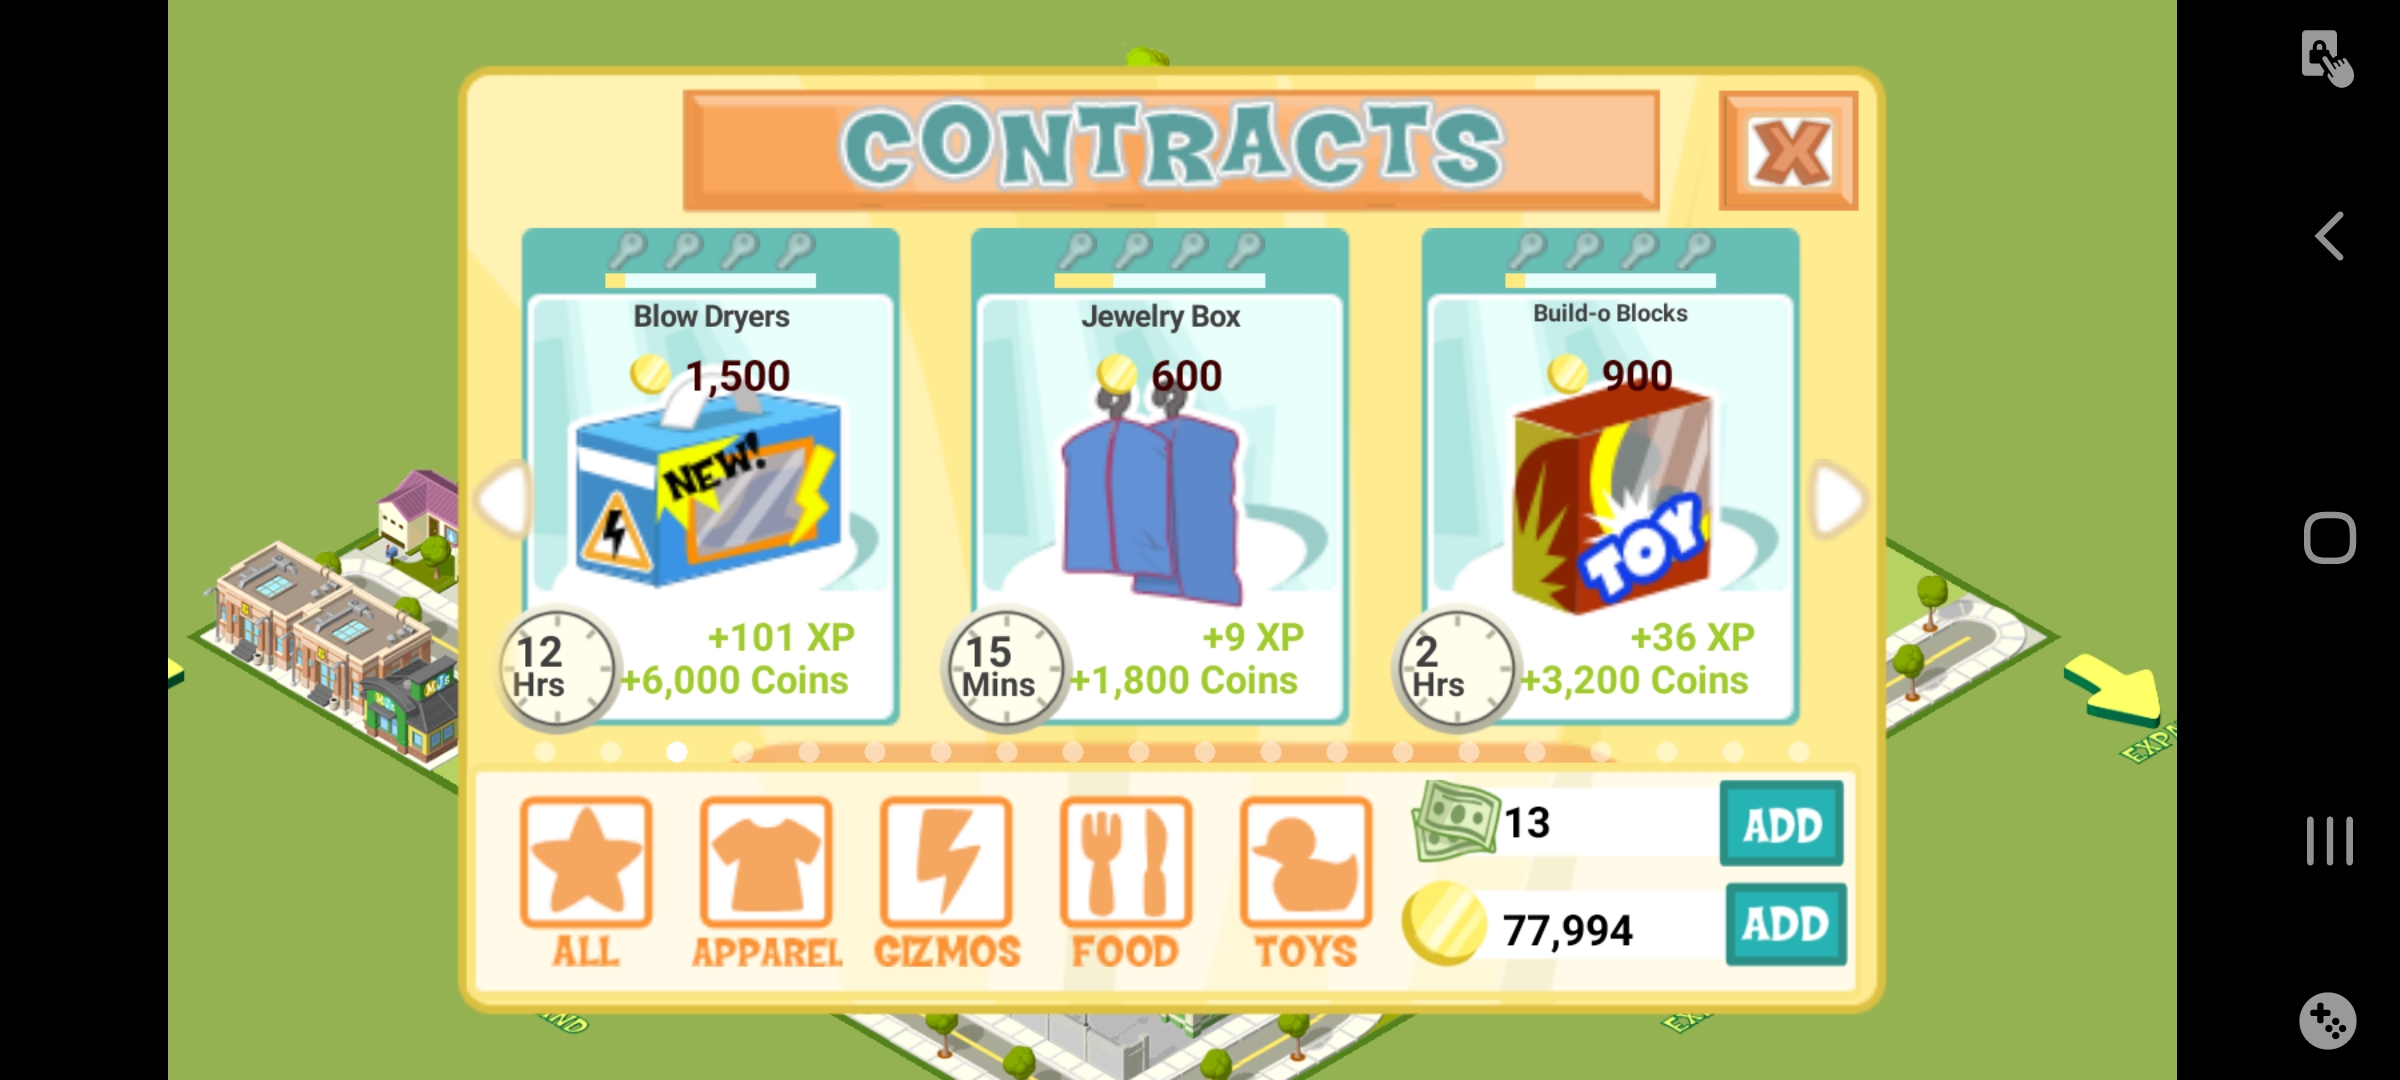 CONTRACTS
X
Blow Dryers
1,500
NEW!
12
Hrs
+101 XP
+6,000 Coins
Jewelry Box
600
15
Mins
+9 XP
+1,800 Coins
Build-o Blocks
900
TOY
2
Hrs
+36 XP
+3,200 Coins
ALL
APPAREL
GIZMOS
FOOD
TOYS
13
ADD
77,994
ADD